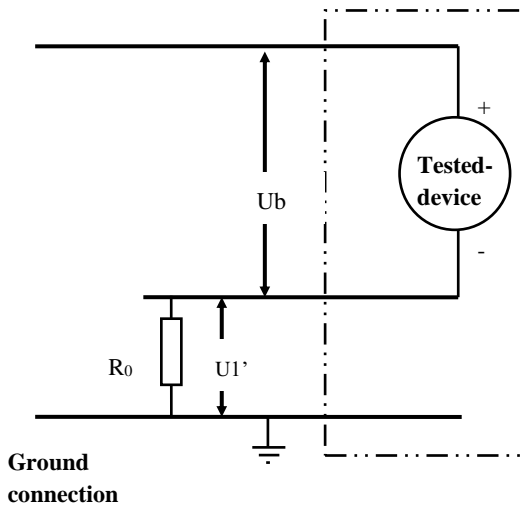 +
Tested-
device
Ub
-
R₀
U1’
Ground
connection